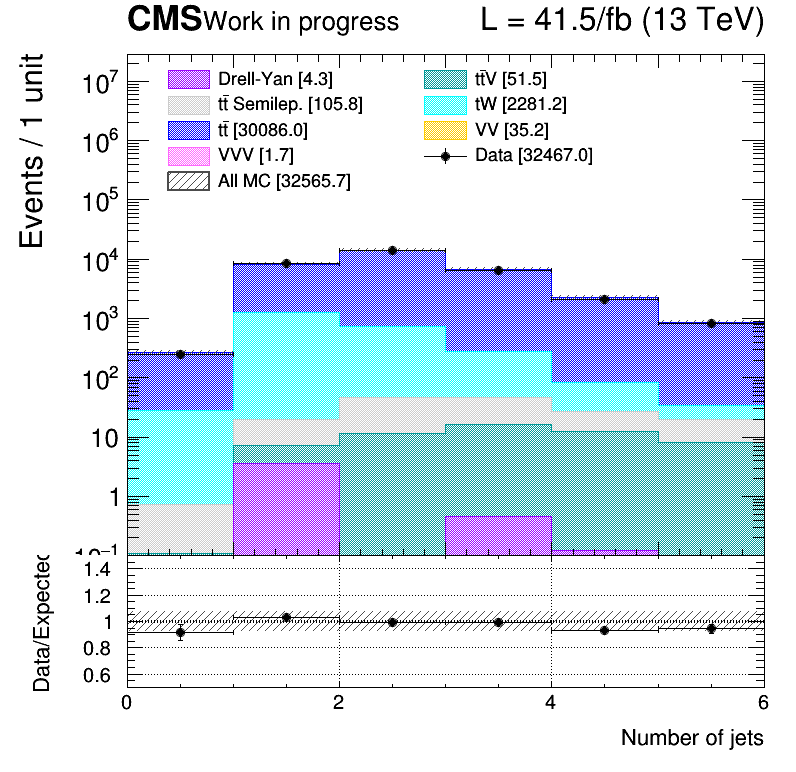 CMS Work in progress L = 41.5/fb (13 TeV)
Events / 1 unit
Drell-Yan [4.3] tt̄V [51.5]
tt̄ Semilep. [105.8] tW [2281.2]
tt̄ [30086.0] VV [35.2]
VVV [1.7] Data [32467.0]
All MC [32565.7]
10⁷
10⁶
10⁵
10⁴
10³
10²
10
1
10⁻¹
Data/Expected
1.4
1.2
1
0.8
0.6
0 2 4 6
Number of jets